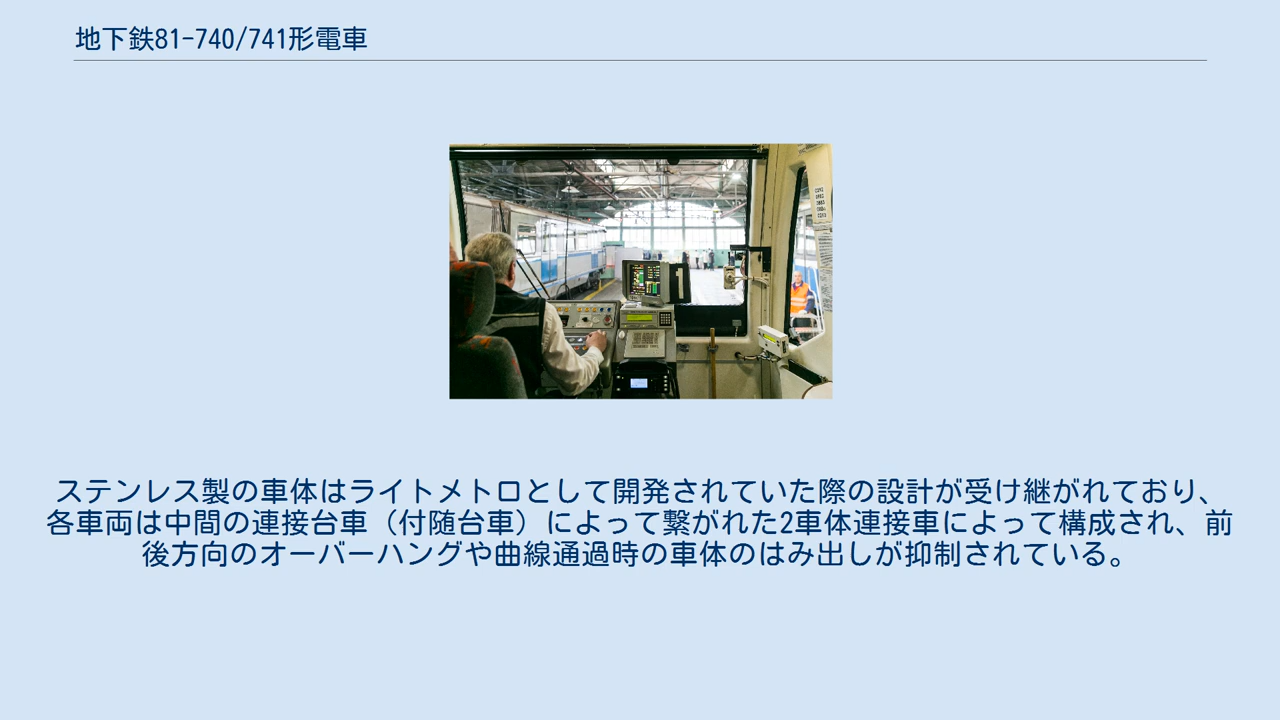 地下鉄81-740/741形電車
ステンレス製の車体はライトメトロとして開発されていた際の設計が受け継がれており、
各車両は中間の連接台車（付随台車）によって繋がれた2車体連接車によって構成され、前
後方向のオーバーハングや曲線通過時の車体のはみ出しが抑制されている。